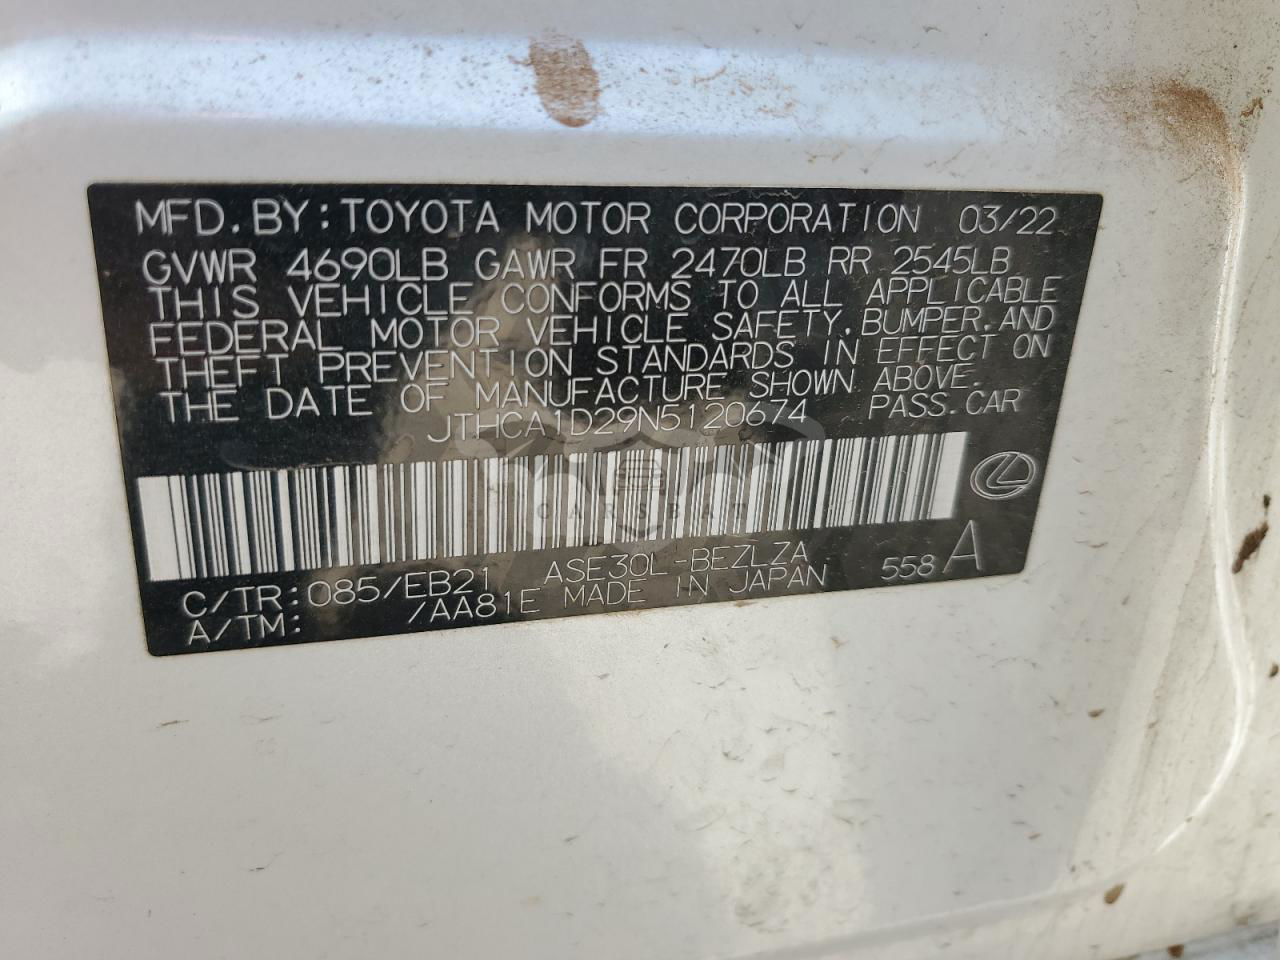 MFD. BY: TOYOTA MOTOR CORPORATION 03/22
GVWR 4690LB GAWR FR 2470LB RR 2545LB
THIS VEHICLE CONFORMS TO ALL APPLICABLE
FEDERAL MOTOR VEHICLE SAFETY, BUMPER, AND
THEFT PREVENTION STANDARDS IN EFFECT ON
THE DATE OF MANUFACTURE SHOWN ABOVE.
JTHCA1D29N5120674 PASS. CAR
CARSBAT
C/TR: 085/EB21 ASE30L-BEZLZA 558 A
A/TM: /AA81E MADE IN JAPAN